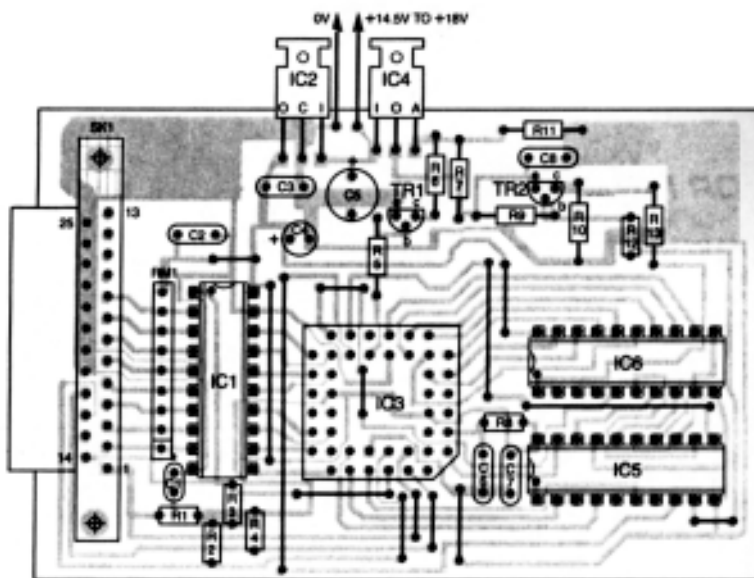 0V
+14.5V TO +18V
IC2
IC4
O C I
I O A
SK1
R11
C8
R7
C3
C5
TR1
TR2
c
c
R9
R10
R12
R13
25
13
C2
+
b
b
IC1
IC3
IC6
R8
IC5
14
1
R1
R2
R4